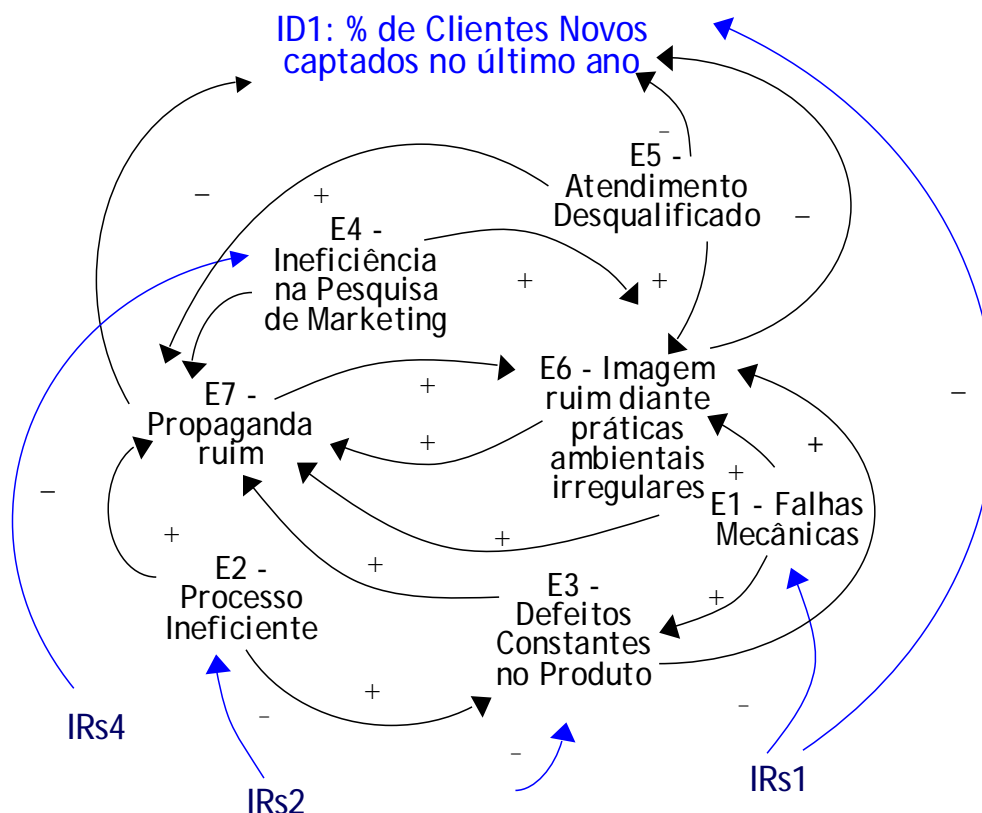 ID1: % de Clientes Novos
captados no último ano
–
E5 -
Atendimento
Desqualificado
–
+
–
E4 -
Ineficiência
na Pesquisa
de Marketing
+
+
E7 -
Propaganda
ruim
+
+
E6 - Imagem
ruim diante
práticas
ambientais
irregulares
–
+
+
E1 - Falhas
Mecânicas
–
+
+
+
E2 -
Processo
Ineficiente
E3 -
Defeitos
Constantes
no Produto
+
+
–
–
–
IRs4
IRs2
IRs1